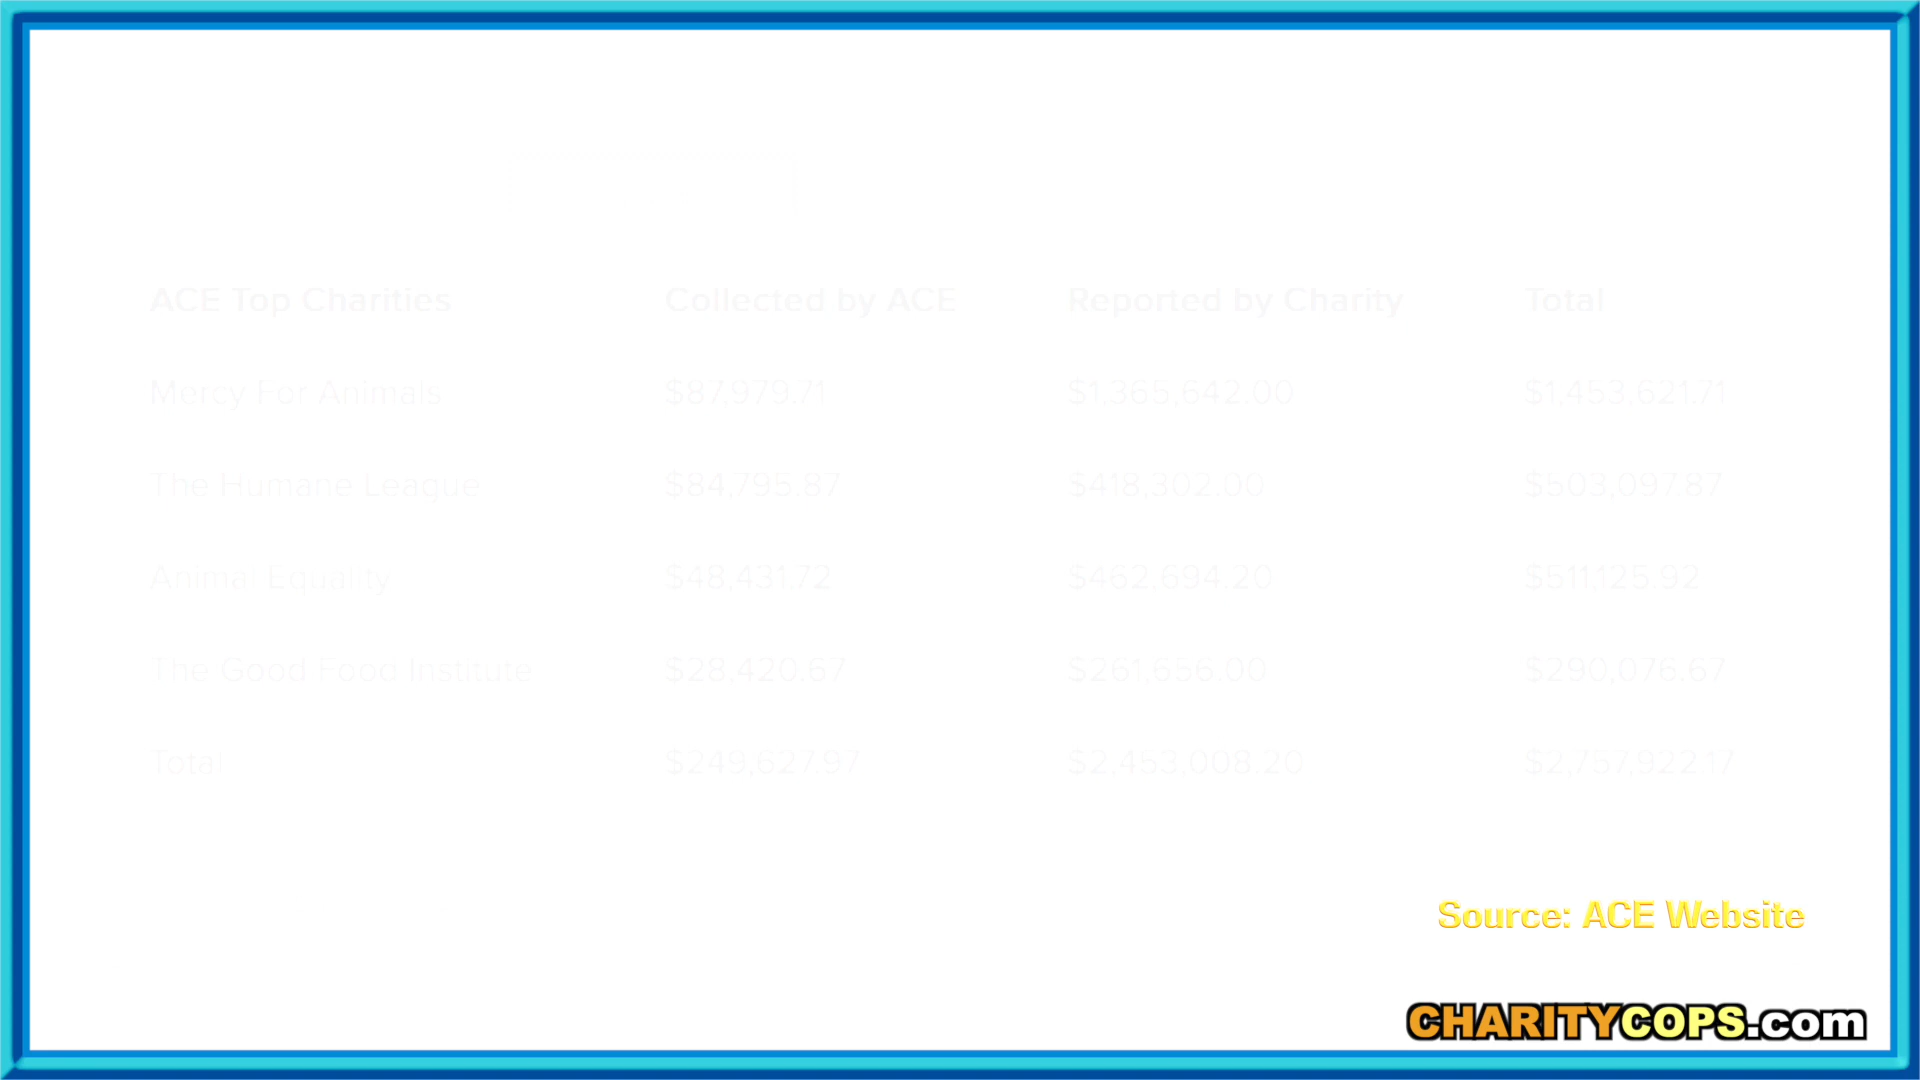 ACE Top Charities Collected by ACE Reported by Charity Total
Mercy For Animals $87,979.71 $1,365,642.00 $1,453,621.71
The Humane League $84,795.87 $418,302.00 $503,097.87
Animal Equality $48,431.72 $462,694.20 $511,125.92
The Good Food Institute $28,420.67 $261,656.00 $290,076.67
Total $249,627.97 $2,453,008.20 $2,757,922.17
Source: ACE Website
CHARITYCOPS.com